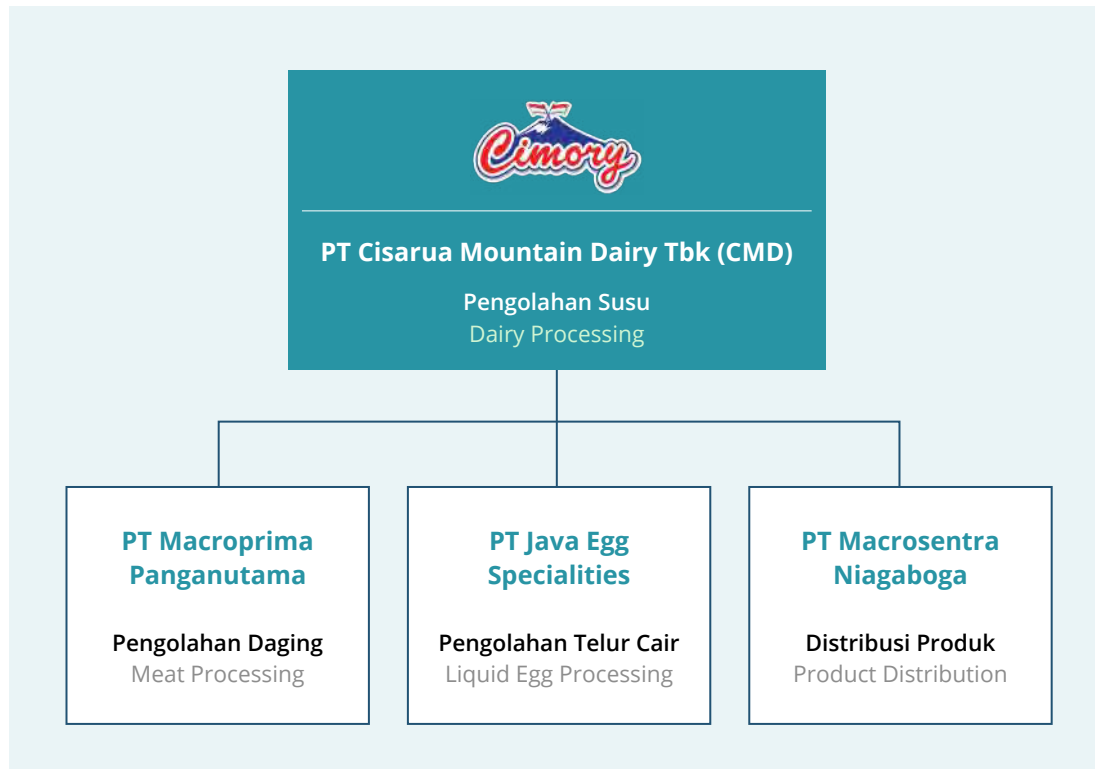 Cimory
PT Cisarua Mountain Dairy Tbk (CMD)
Pengolahan Susu
Dairy Processing
PT Macroprima
Panganutama
Pengolahan Daging
Meat Processing
PT Java Egg
Specialities
Pengolahan Telur Cair
Liquid Egg Processing
PT Macrosentra
Niagaboga
Distribusi Produk
Product Distribution